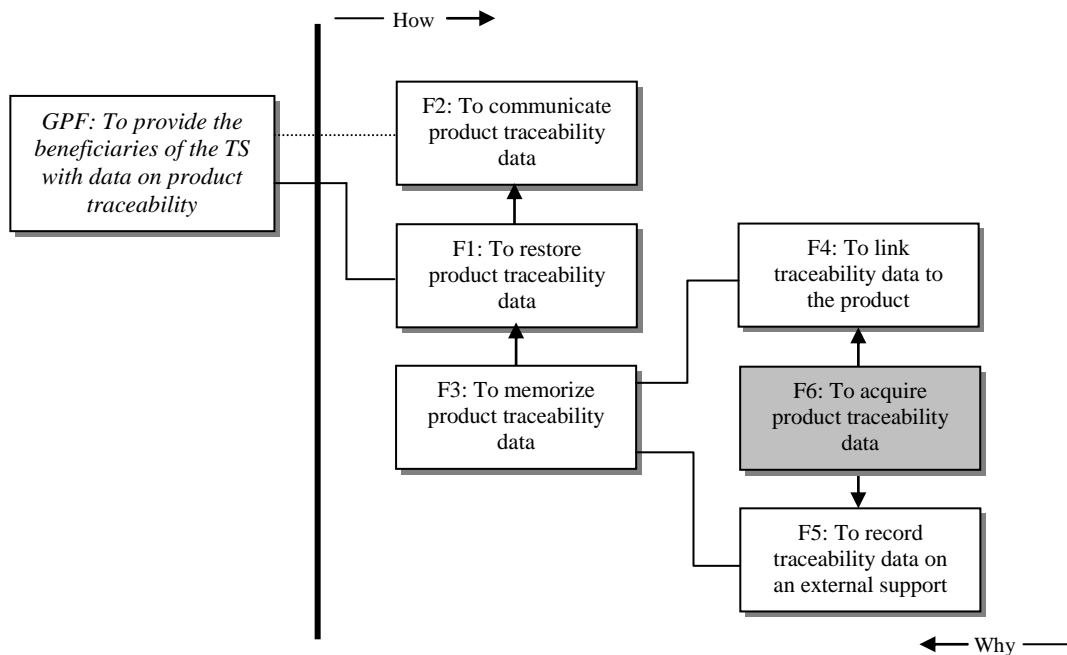 How
GPF: To provide the
beneficiaries of the TS
with data on product
traceability
F2: To communicate
product traceability
data
F1: To restore
product traceability
data
F3: To memorize
product traceability
data
F4: To link
traceability data to
the product
F6: To acquire
product traceability
data
F5: To record
traceability data on
an external support
Why